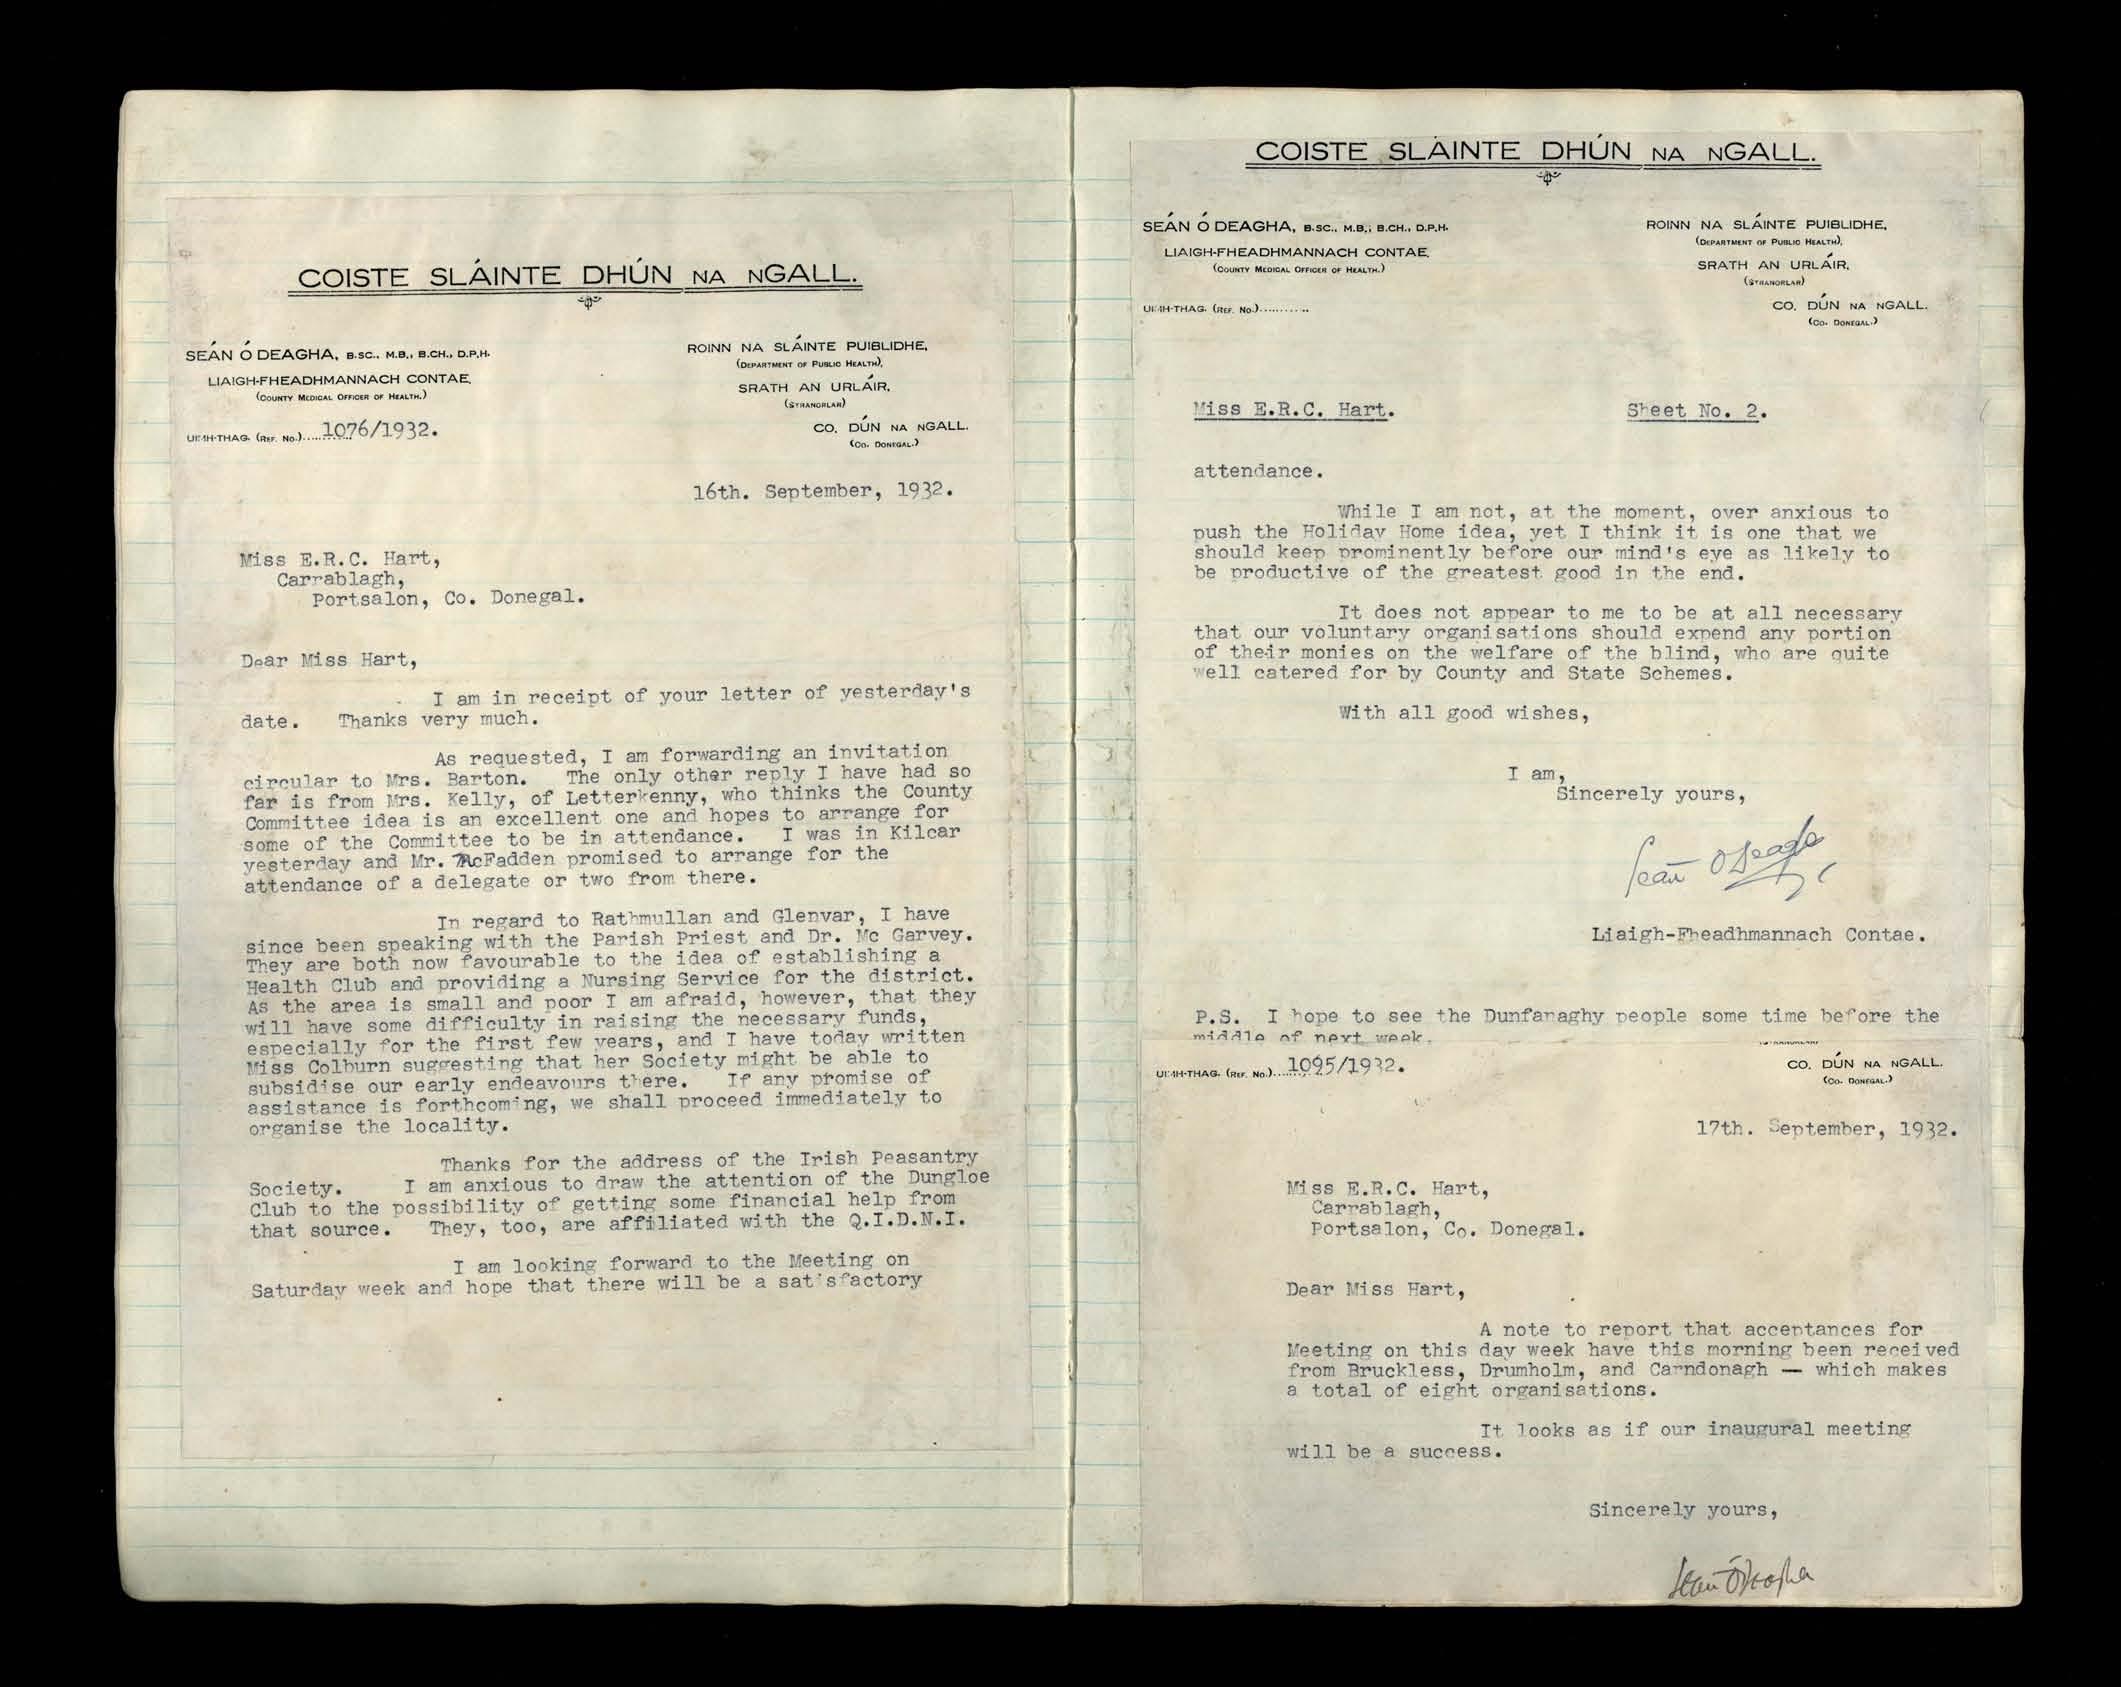 COISTE SLÁINTE DHÚN NA NGALL.
SEÁN Ó DEAGHA, B.SC., M.B., B.CH., D.P.H.
LIAIGH-FHEADHMANNACH CONTAE,
(COUNTY MEDICAL OFFICER OF HEALTH.)
UIMH-THAG. (REF. NO.)......1076/1932.
ROINN NA SLÁINTE PUIBLIDHE,
(DEPARTMENT OF PUBLIC HEALTH),
SRATH AN URLÁIR,
(STRANORLAR)
CO. DÚN NA NGALL.
(CO. DONEGAL.)
16th. September, 1932.
Miss E.R.C. Hart,
Carrablagh,
Portsalon, Co. Donegal.
Dear Miss Hart,
I am in receipt of your letter of yesterday's
date. Thanks very much.
As requested, I am forwarding an invitation
circular to Mrs. Barton. The only other reply I have had so
far is from Mrs. Kelly, of Letterkenny, who thinks the County
Committee idea is an excellent one and hopes to arrange for
some of the Committee to be in attendance. I was in Kilcar
yesterday and Mr. McFadden promised to arrange for the
attendance of a delegate or two from there.
In regard to Rathmullan and Glenvar, I have
since been speaking with the Parish Priest and Dr. Mc Garvey.
They are both now favourable to the idea of establishing a
Health Club and providing a Nursing Service for the district.
As the area is small and poor I am afraid, however, that they
will have some difficulty in raising the necessary funds,
especially for the first few years, and I have today written
Miss Colburn suggesting that her Society might be able to
subsidise our early endeavours there. If any promise of
assistance is forthcoming, we shall proceed immediately to
organise the locality.
Thanks for the address of the Irish Peasantry
Society. I am anxious to draw the attention of the Dungloe
Club to the possibility of getting some financial help from
that source. They, too, are affiliated with the Q.I.D.N.I.
I am looking forward to the Meeting on
Saturday week and hope that there will be a satisfactory
COISTE SLÁINTE DHÚN NA NGALL.
SEÁN Ó DEAGHA, B.SC., M.B., B.CH., D.P.H.
LIAIGH-FHEADHMANNACH CONTAE,
(COUNTY MEDICAL OFFICER OF HEALTH.)
UIMH-THAG. (REF. NO.)..........
ROINN NA SLÁINTE PUIBLIDHE,
(DEPARTMENT OF PUBLIC HEALTH),
SRATH AN URLÁIR,
(STRANORLAR)
CO. DÚN NA NGALL.
(CO. DONEGAL.)
Miss E.R.C. Hart. Sheet No. 2.
attendance.
While I am not, at the moment, over anxious to
push the Holiday Home idea, yet I think it is one that we
should keep prominently before our mind's eye as likely to
be productive of the greatest good in the end.
It does not appear to me to be at all necessary
that our voluntary organisations should expend any portion
of their monies on the welfare of the blind, who are quite
well catered for by County and State Schemes.
With all good wishes,
I am,
Sincerely yours,
Seán O Deagha
Liaigh-Fheadhmannach Contae.
P.S. I hope to see the Dunfanaghy people some time before the
middle of next week.
UIMH-THAG. (REF. NO.)......1095/1932.
CO. DÚN NA NGALL.
(CO. DONEGAL.)
17th. September, 1932.
Miss E.R.C. Hart,
Carrablagh,
Portsalon, Co. Donegal.
Dear Miss Hart,
A note to report that acceptances for
Meeting on this day week have this morning been received
from Bruckless, Drumholm, and Carndonagh — which makes
a total of eight organisations.
It looks as if our inaugural meeting
will be a success.
Sincerely yours,
Seán Ó Deagha